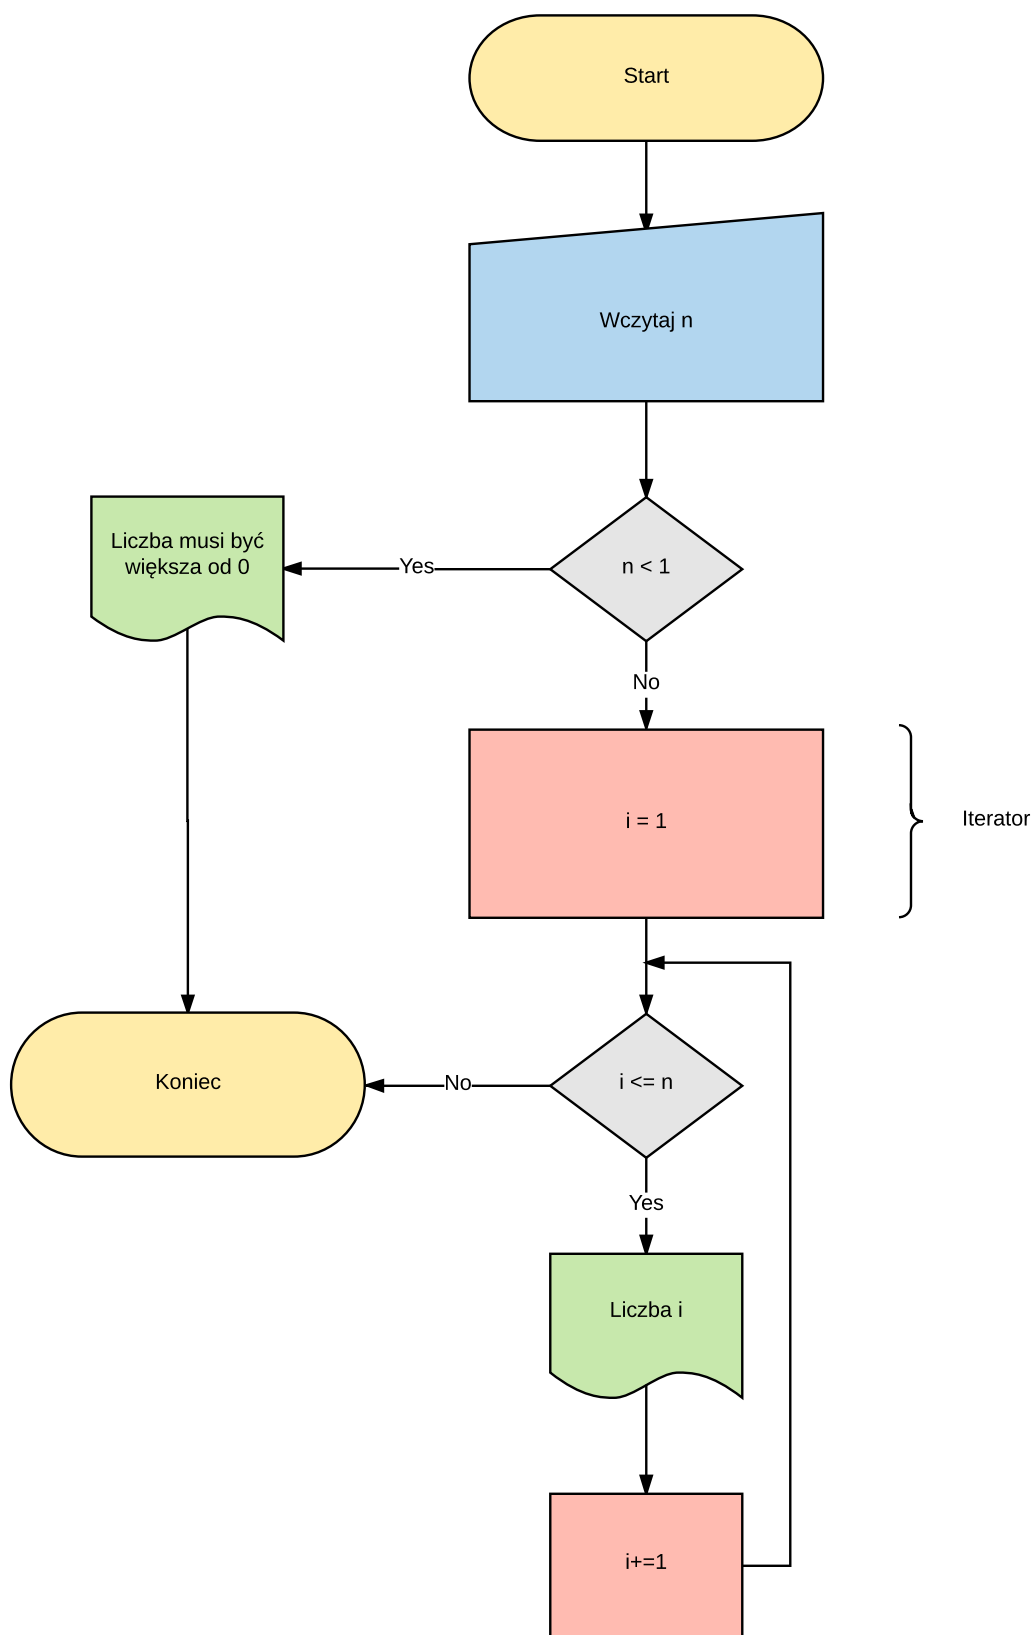 Start
Wczytaj n
Liczba musi być
większa od 0
Yes
n < 1
No
i = 1
Iterator
Koniec
No
i <= n
Yes
Liczba i
i+=1